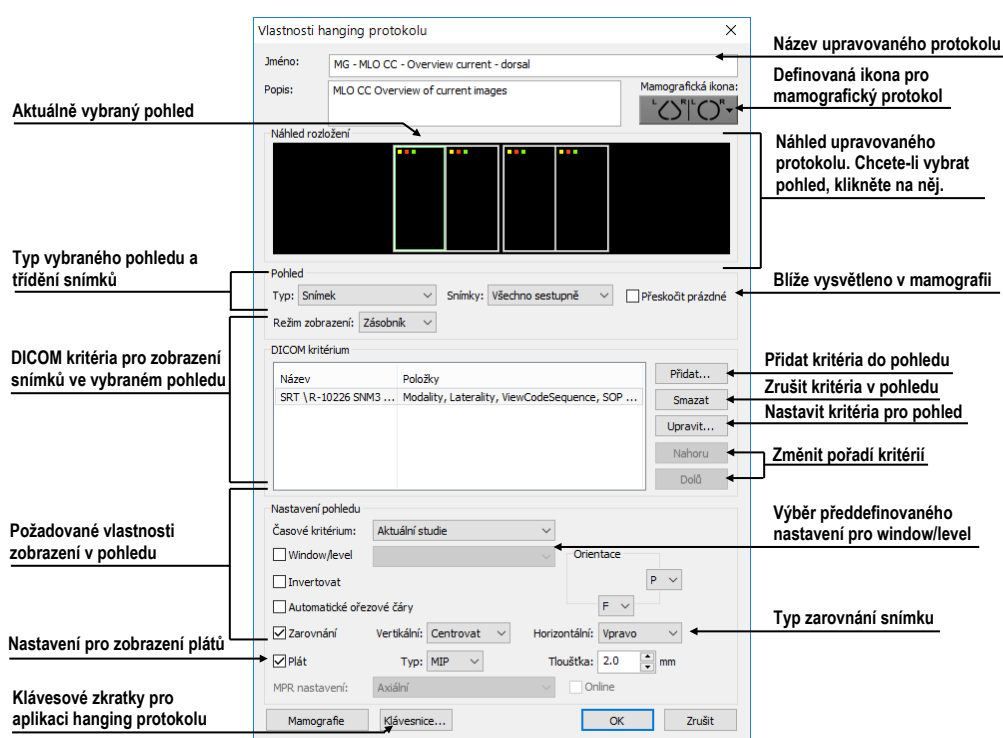 Vlastnosti hanging protokolu
Jméno:
MG - MLO CC - Overview current - dorsal
Název upravovaného protokolu
Popis:
MLO CC Overview of current images
Mamografická ikona:
L R L R
Definovaná ikona pro
mamografický protokol
Aktuálně vybraný pohled
Náhled rozložení
Náhled upravovaného
protokolu. Chcete-li vybrat
pohled, klikněte na něj.
Typ vybraného pohledu a
třídění snímků
Pohled
Typ: Snímek Snímky: Všechno sestupně Přeskočit prázdné
Blíže vysvětleno v mamografii
Režim zobrazení: Zásobník
DICOM kritéria pro zobrazení
snímků ve vybraném pohledu
DICOM kritérium
Název Položky
SRT \ R-10226 SNM3 ... Modality, Laterality, ViewCodeSequence, SOP ...
Přidat...
Smazat
Upravit...
Nahoru
Dolů
Přidat kritéria do pohledu
Zrušit kritéria v pohledu
Nastavit kritéria pro pohled
Změnit pořadí kritérií
Požadované vlastnosti
zobrazení v pohledu
Nastavení pohledu
Časové kritérium: Aktuální studie
Window/level
Orientace
Výběr předdefinovaného
nastavení pro window/level
Invertovat
P
Automatické ořezové čáry
F
Zarovnání Vertikální: Centrovat Horizontální: Vpravo
Typ zarovnání snímku
Nastavení pro zobrazení plátů
Plát Typ: MIP Tloušťka: 2.0 mm
MPR nastavení: Axiální Online
Klávesové zkratky pro
aplikaci hanging protokolu
Mamografie Klávesnice... OK Zrušit